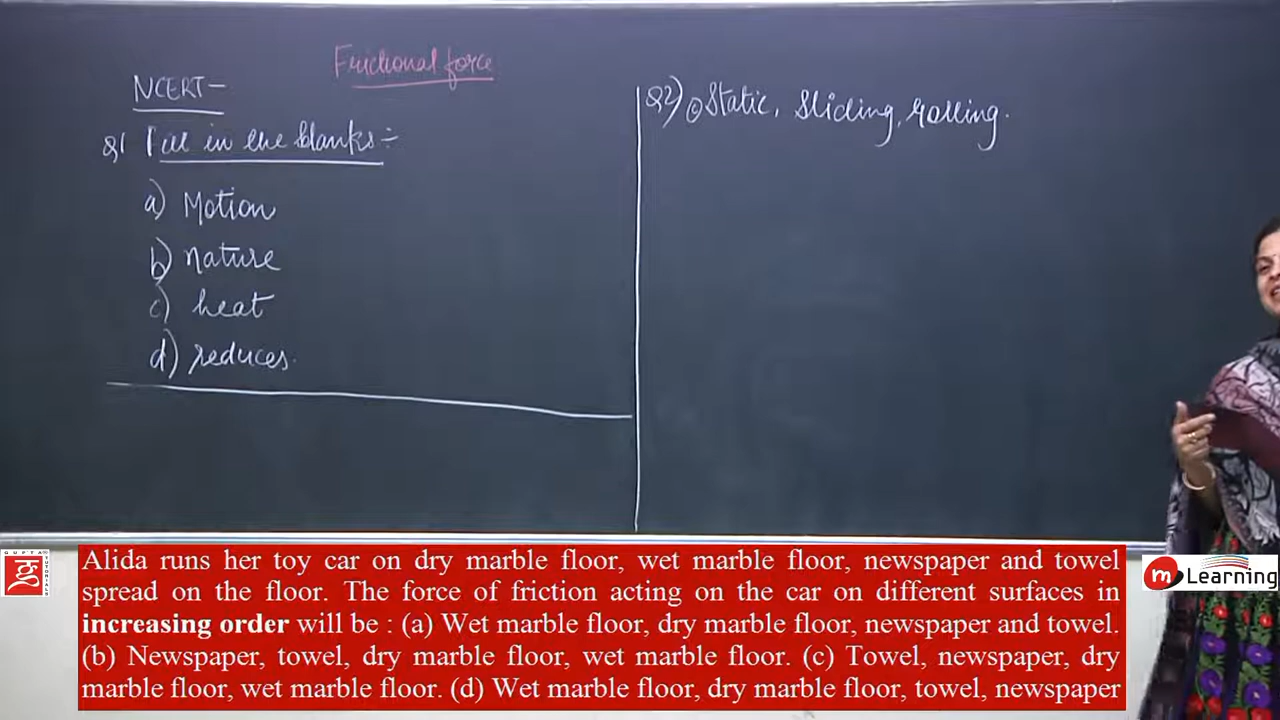 Frictional force
NCERT-
Q1 Fill in the blanks:-
a) Motion
b) nature
c) heat
d) reduces.
Q2) c) Static, Sliding, rolling.
GUPTA TUTORIALS
m Learning
Alida runs her toy car on dry marble floor, wet marble floor, newspaper and towel
spread on the floor. The force of friction acting on the car on different surfaces in
increasing order will be : (a) Wet marble floor, dry marble floor, newspaper and towel.
(b) Newspaper, towel, dry marble floor, wet marble floor. (c) Towel, newspaper, dry
marble floor, wet marble floor. (d) Wet marble floor, dry marble floor, towel, newspaper